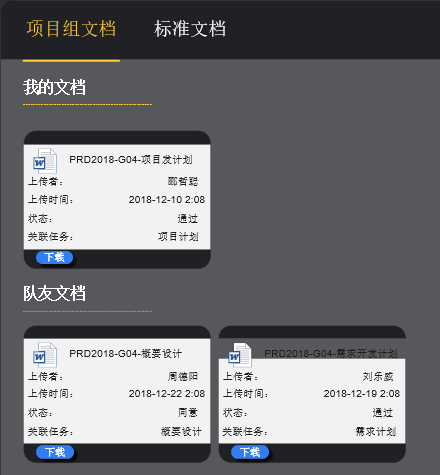 项目组文档 标准文档
我的文档
PRD2018-G04-项目发计划
上传者： 郦哲聪
上传时间： 2018-12-10 2:08
状态： 通过
关联任务： 项目计划
下载
队友文档
PRD2018-G04-概要设计
上传者： 周德阳
上传时间： 2018-12-22 2:08
状态： 同意
关联任务： 概要设计
下载
PRD2018-G04-需求开发计划
上传者： 刘乐威
上传时间： 2018-12-19 2:08
状态： 通过
关联任务： 需求计划
下载